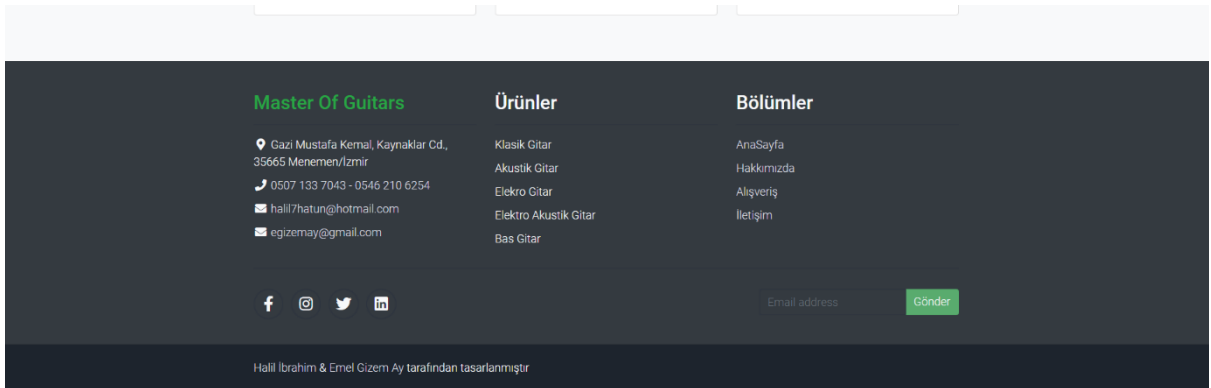 Master Of Guitars
Gazi Mustafa Kemal, Kaynaklar Cd.,
35665 Menemen/İzmir
0507 133 7043 - 0546 210 6254
halil7hatun@hotmail.com
egizemay@gmail.com
Ürünler
Klasik Gitar
Akustik Gitar
Elekro Gitar
Elektro Akustik Gitar
Bas Gitar
Bölümler
AnaSayfa
Hakkımızda
Alışveriş
İletişim
Email address
Gönder
Halil İbrahim & Emel Gizem Ay tarafından tasarlanmıştır